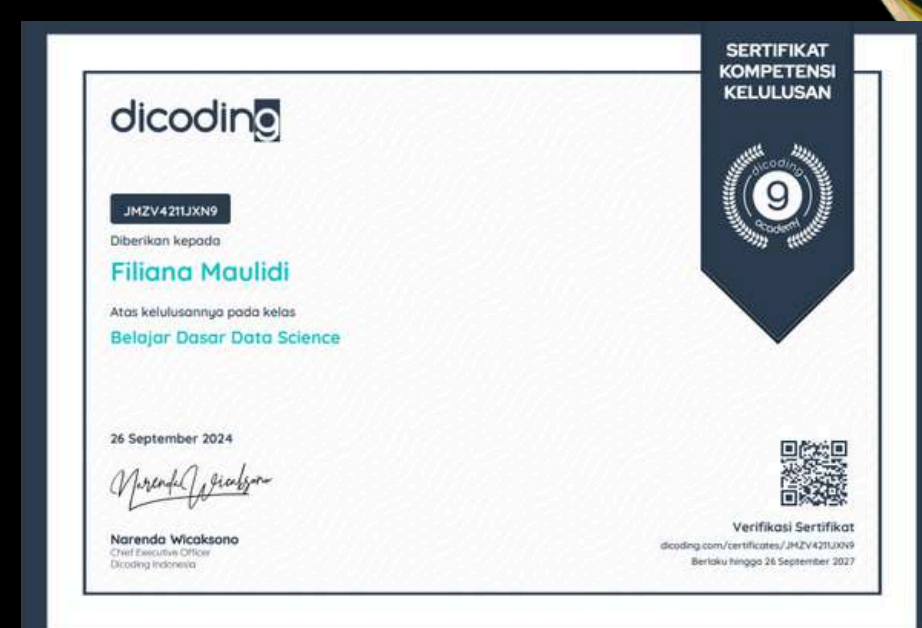 SERTIFIKAT
KOMPETENSI
KELULUSAN
dicoding
dicoding
9
academy
JMZV4211JXN9
Diberikan kepada
Filiana Maulidi
Atas kelulusannya pada kelas
Belajar Dasar Data Science
26 September 2024
Narenda Wicaksono
Narenda Wicaksono
Chief Executive Officer
Dicoding Indonesia
Verifikasi Sertifikat
dicoding.com/certificates/JMZV4211JXN9
Berlaku hingga 26 September 2027